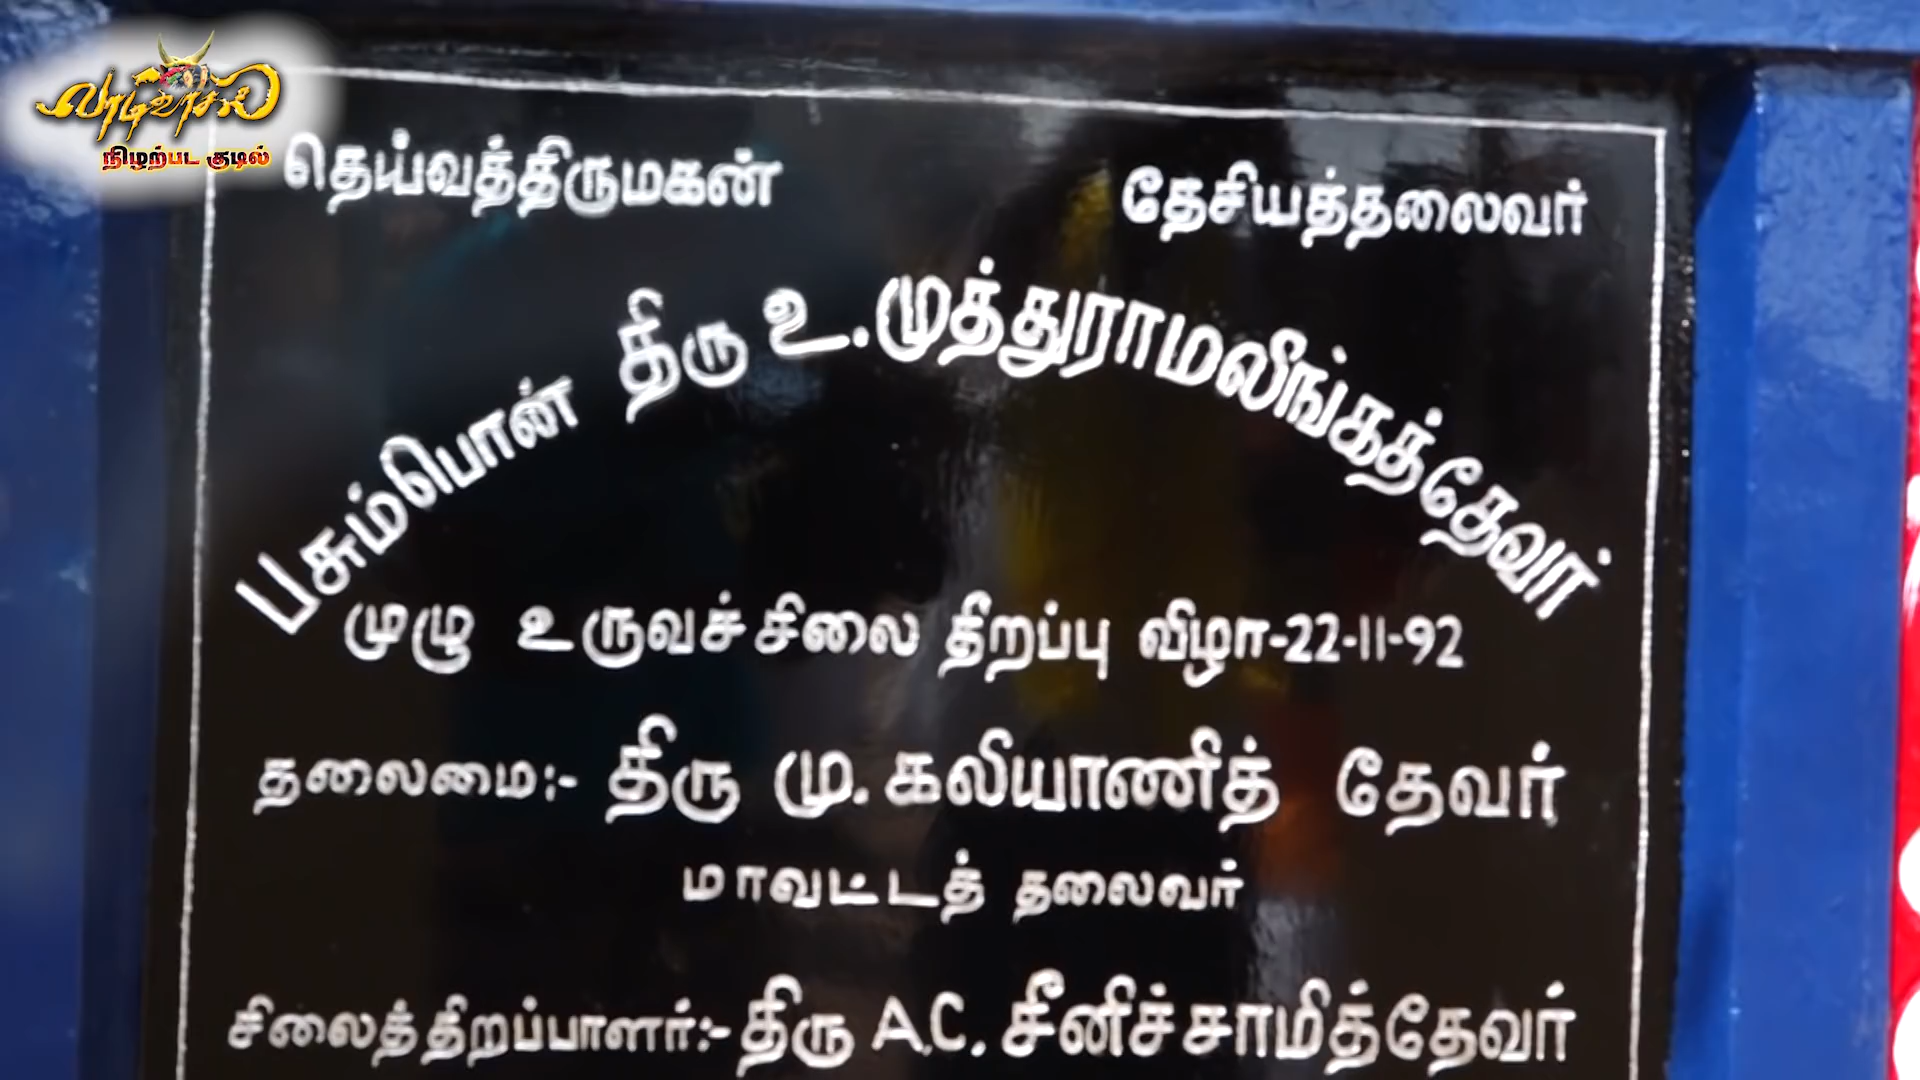 வாடிவாசல்
நிழற்பட குடில்
தெய்வத்திருமகன் தேசியத்தலைவர்
பசும்பொன் திரு உ.முத்துராமலிங்கத்தேவர்
முழு உருவச்சிலை திறப்பு விழா-22-11-92
தலைமை:- திரு மு.கலியாணித் தேவர்
மாவட்டத் தலைவர்
சிலைத்திறப்பாளர்:- திரு A.C. சீனிச்சாமித்தேவர்